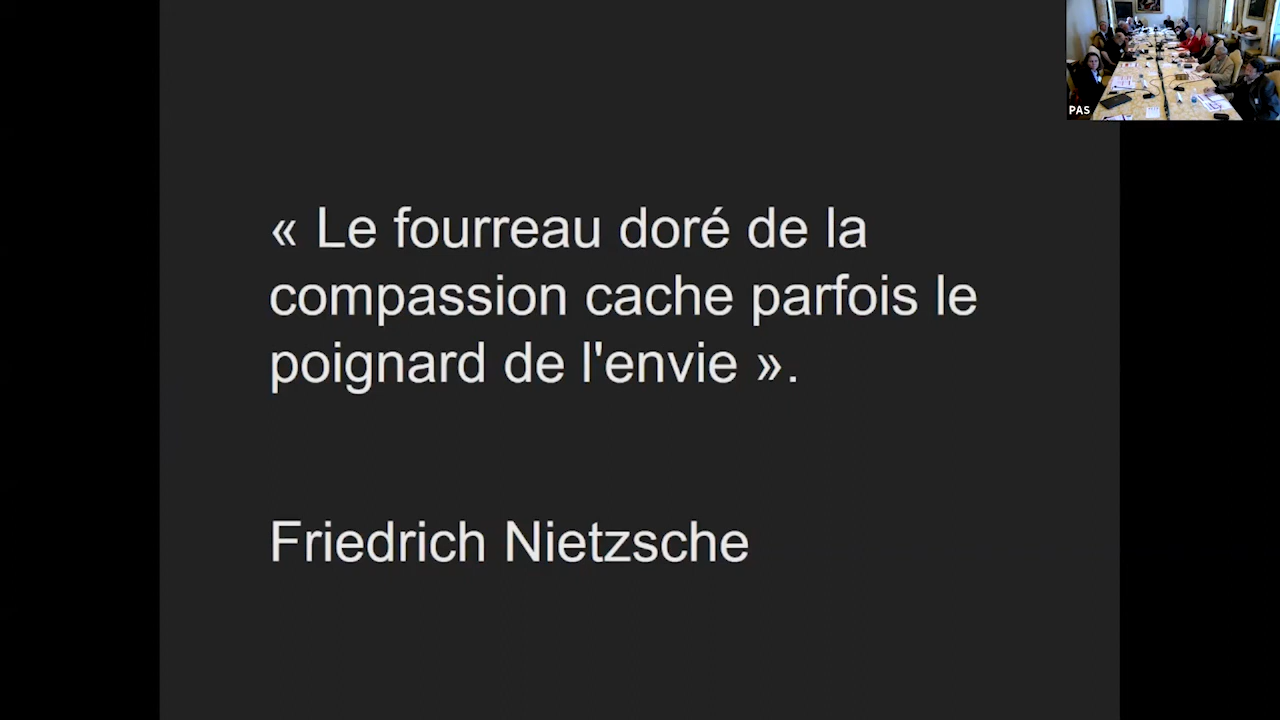 PAS
« Le fourreau doré de la
compassion cache parfois le
poignard de l'envie ».
Friedrich Nietzsche